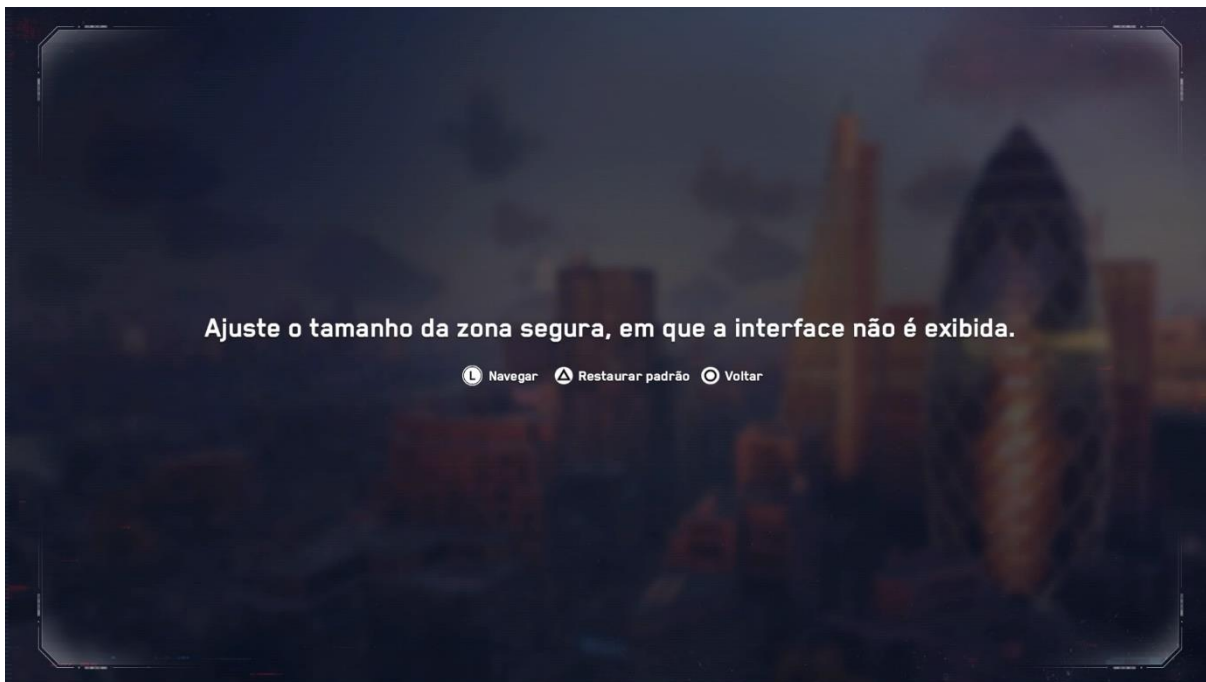 Ajuste o tamanho da zona segura, em que a interface não é exibida.
L Navegar Restaurar padrão Voltar